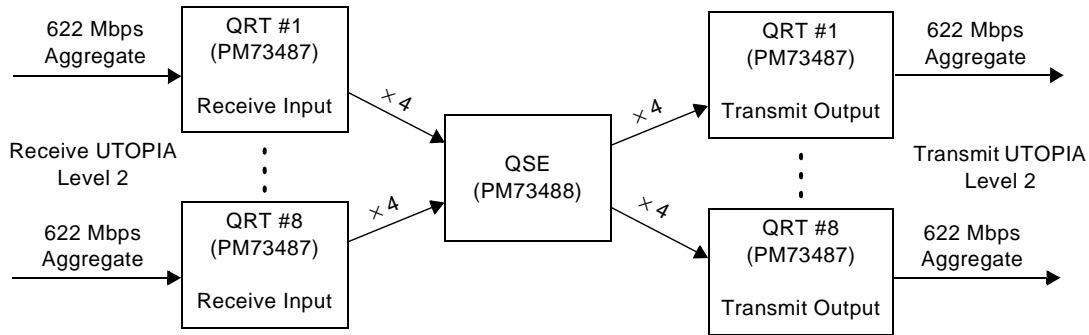 622 Mbps
Aggregate
QRT #1
(PM73487)
Receive Input
× 4
QRT #1
(PM73487)
Transmit Output
622 Mbps
Aggregate
× 4
Receive UTOPIA
Level 2
QSE
(PM73488)
Transmit UTOPIA
Level 2
622 Mbps
Aggregate
QRT #8
(PM73487)
Receive Input
× 4
× 4
QRT #8
(PM73487)
Transmit Output
622 Mbps
Aggregate